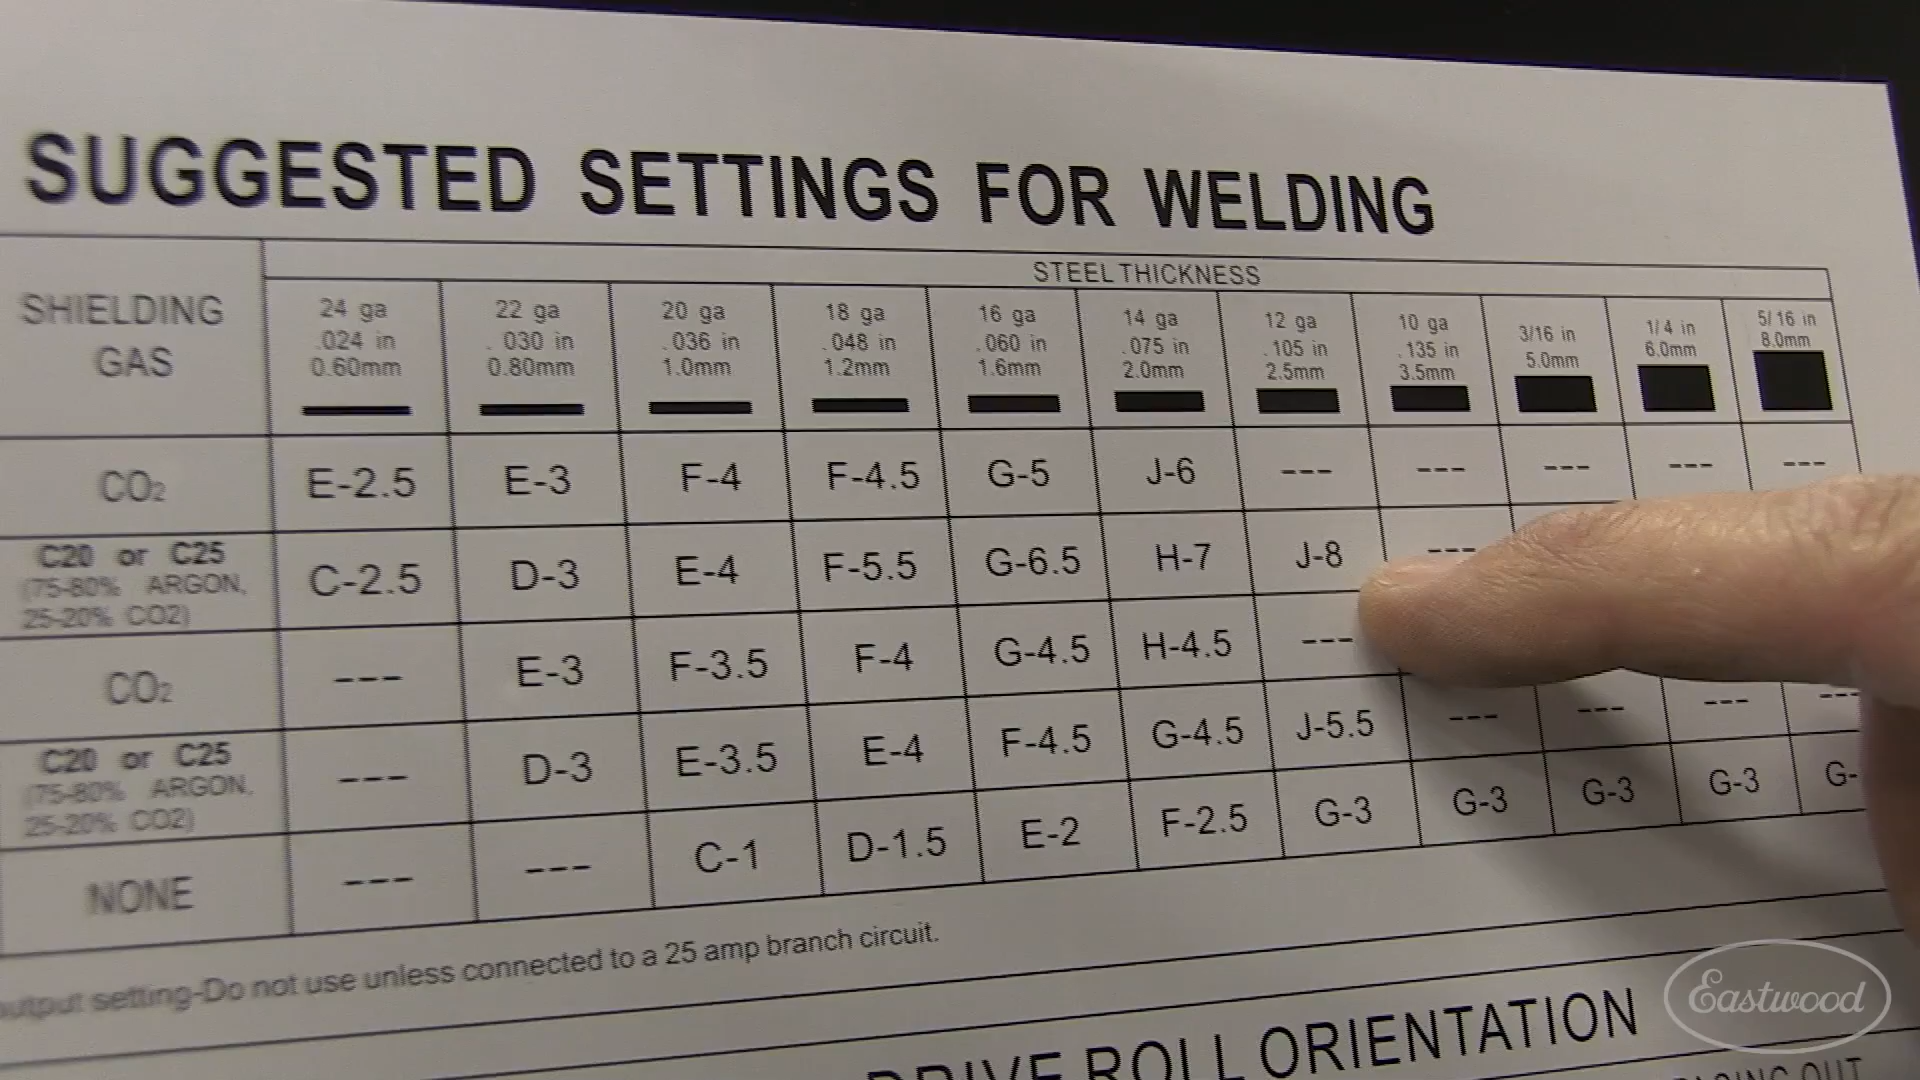 SUGGESTED SETTINGS FOR WELDING
STEEL THICKNESS
SHIELDING GAS
24 ga .024 in 0.60mm
22 ga .030 in 0.80mm
20 ga .036 in 1.0mm
18 ga .048 in 1.2mm
16 ga .060 in 1.6mm
14 ga .075 in 2.0mm
12 ga .105 in 2.5mm
10 ga .135 in 3.5mm
3/16 in 5.0mm
1/4 in 6.0mm
5/16 in 8.0mm
CO2 E-2.5 E-3 F-4 F-4.5 G-5 J-6 --- --- --- --- ---
C20 or C25 (75-80% ARGON, 25-20% CO2) C-2.5 D-3 E-4 F-5.5 G-6.5 H-7 J-8 ---
CO2 --- E-3 F-3.5 F-4 G-4.5 H-4.5 ---
C20 or C25 (75-80% ARGON, 25-20% CO2) --- D-3 E-3.5 E-4 F-4.5 G-4.5 J-5.5 --- --- --- ---
NONE --- --- C-1 D-1.5 E-2 F-2.5 G-3 G-3 G-3 G-3 G-
output setting-Do not use unless connected to a 25 amp branch circuit.
DRIVE ROLL ORIENTATION
OUT
Eastwood